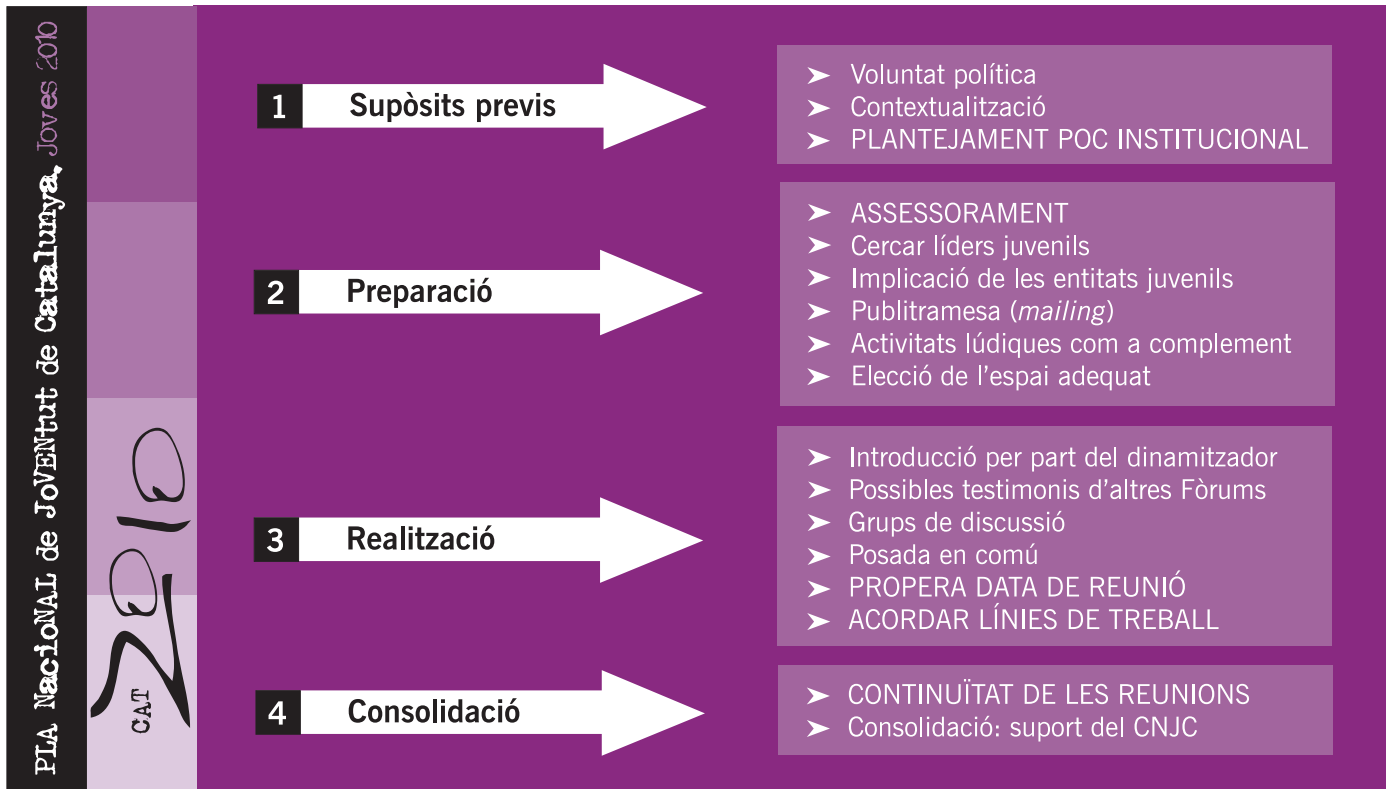 PLA NacioNAL de JoVENtut de Catalunya, Joves 2010
CAT
2010
1 Supòsits previs
➤ Voluntat política
➤ Contextualització
➤ PLANTEJAMENT POC INSTITUCIONAL
2 Preparació
➤ ASSESSORAMENT
➤ Cercar líders juvenils
➤ Implicació de les entitats juvenils
➤ Publitramesa (mailing)
➤ Activitats lúdiques com a complement
➤ Elecció de l’espai adequat
3 Realització
➤ Introducció per part del dinamitzador
➤ Possibles testimonis d’altres Fòrums
➤ Grups de discussió
➤ Posada en comú
➤ PROPERA DATA DE REUNIÓ
➤ ACORDAR LÍNIES DE TREBALL
4 Consolidació
➤ CONTINUÏTAT DE LES REUNIONS
➤ Consolidació: suport del CNJC